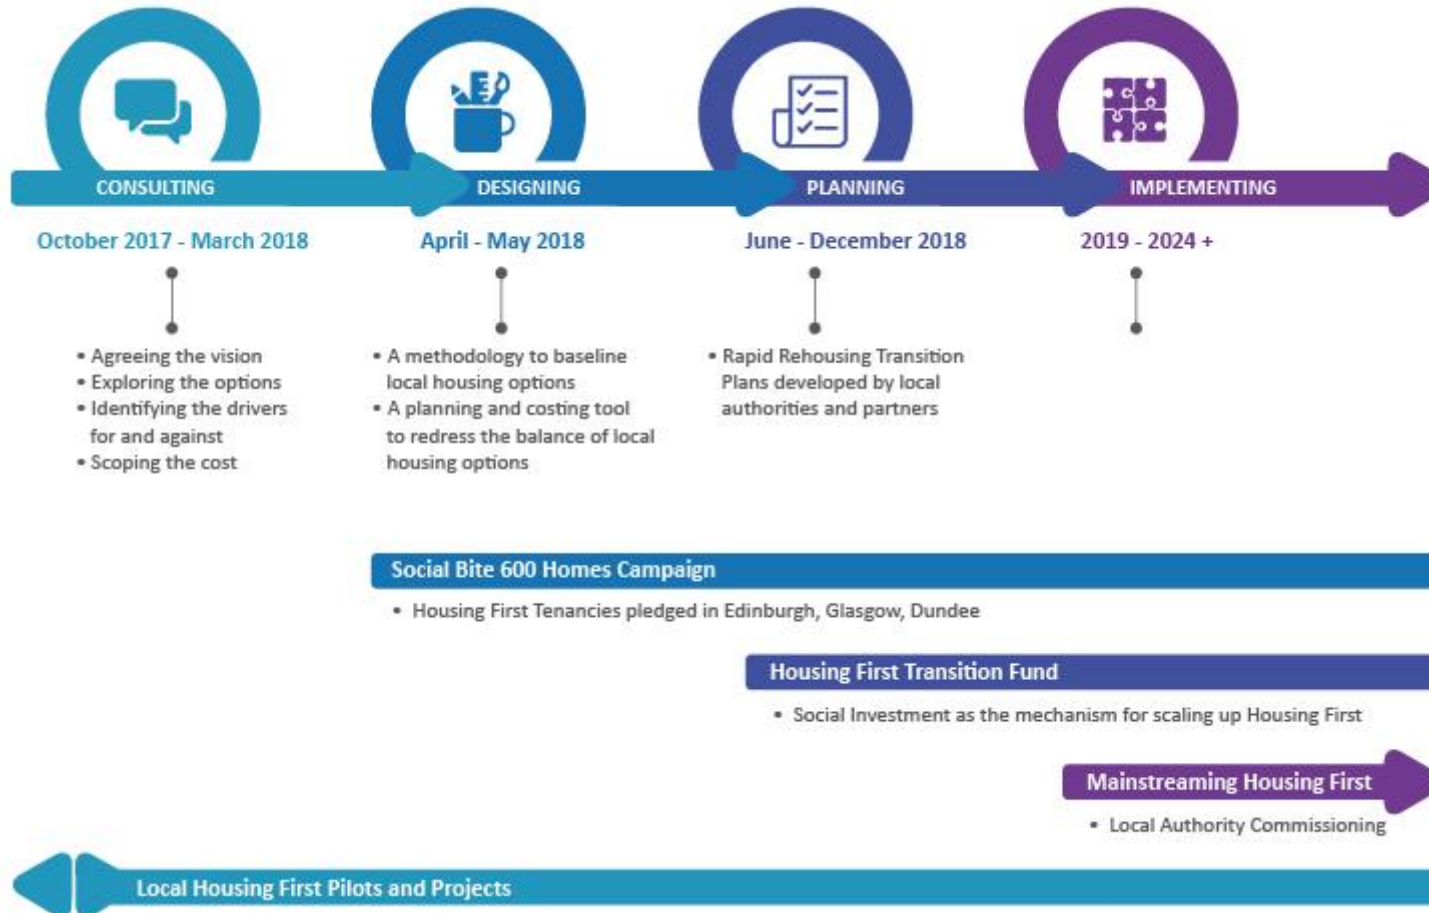 CONSULTING
DESIGNING
PLANNING
IMPLEMENTING
October 2017 - March 2018
April - May 2018
June - December 2018
2019 - 2024 +
• Agreeing the vision
• Exploring the options
• Identifying the drivers
for and against
• Scoping the cost
• A methodology to baseline
local housing options
• A planning and costing tool
to redress the balance of local
housing options
• Rapid Rehousing Transition
Plans developed by local
authorities and partners
Social Bite 600 Homes Campaign
• Housing First Tenancies pledged in Edinburgh, Glasgow, Dundee
Housing First Transition Fund
• Social Investment as the mechanism for scaling up Housing First
Mainstreaming Housing First
• Local Authority Commissioning
Local Housing First Pilots and Projects